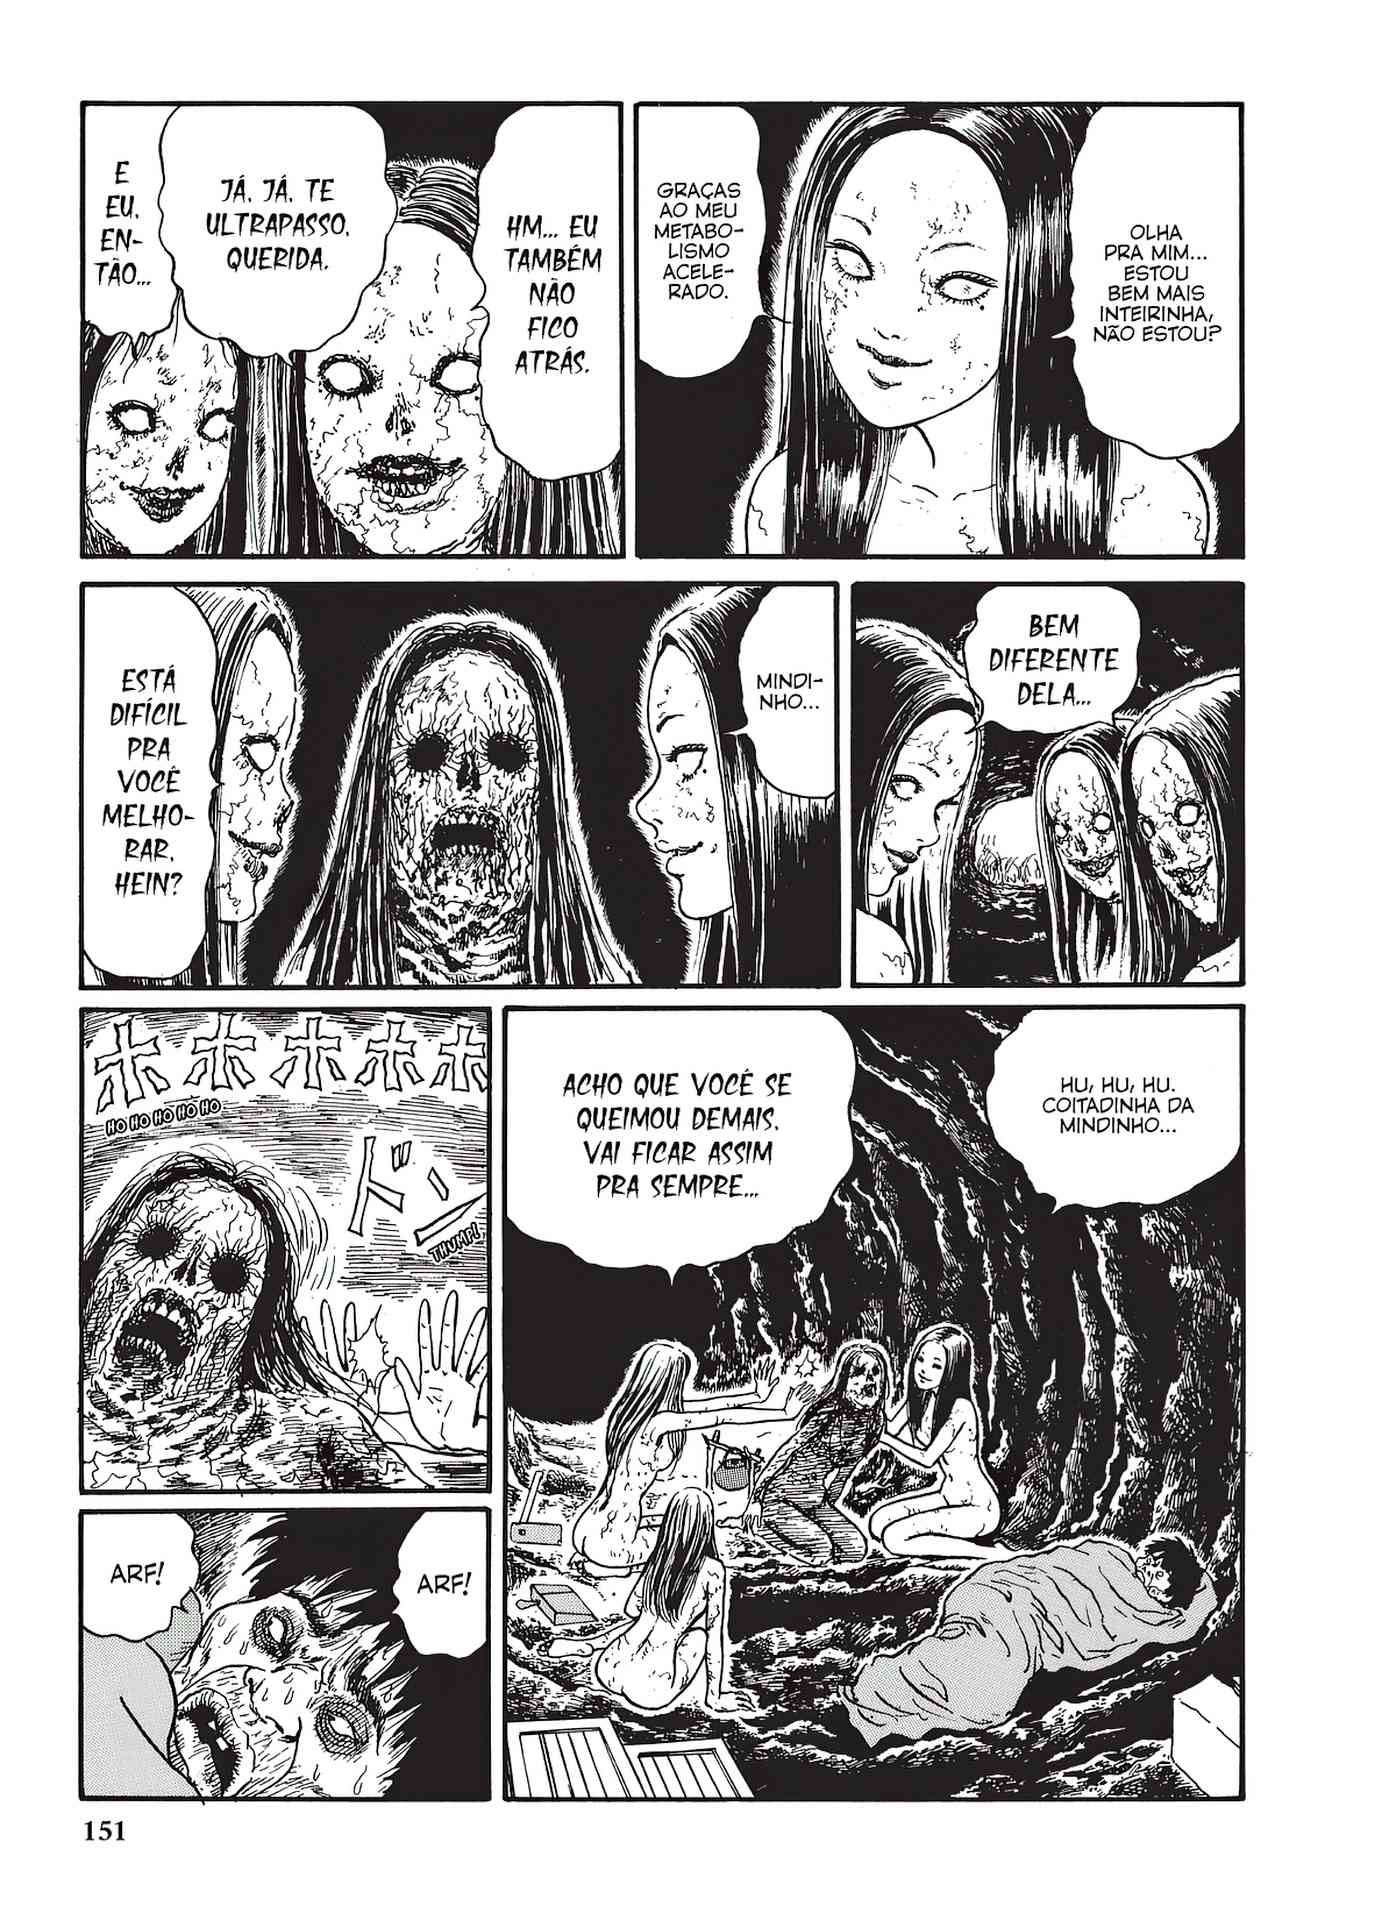 OLHA
PRA MIM...
ESTOU
BEM MAIS
INTEIRINHA,
NÃO ESTOU?
GRAÇAS
AO MEU
METABO-
LISMO
ACELE-
RADO.
HM... EU
TAMBÉM
NÃO
FICO
ATRÁS.
JÁ, JÁ, TE
ULTRAPASSO,
QUERIDA.
E
EU,
EN-
TÃO...
BEM
DIFERENTE
DELA...
MINDI-
NHO...
ESTÁ
DIFÍCIL
PRA
VOCÊ
MELHO-
RAR,
HEIN?
HU, HU, HU.
COITADINHA DA
MINDINHO...
ACHO QUE VOCÊ SE
QUEIMOU DEMAIS.
VAI FICAR ASSIM
PRA SEMPRE...
ホホホホホ
HO HO HO HO HO
ドン
THUMP!
ARF!
ARF!
151